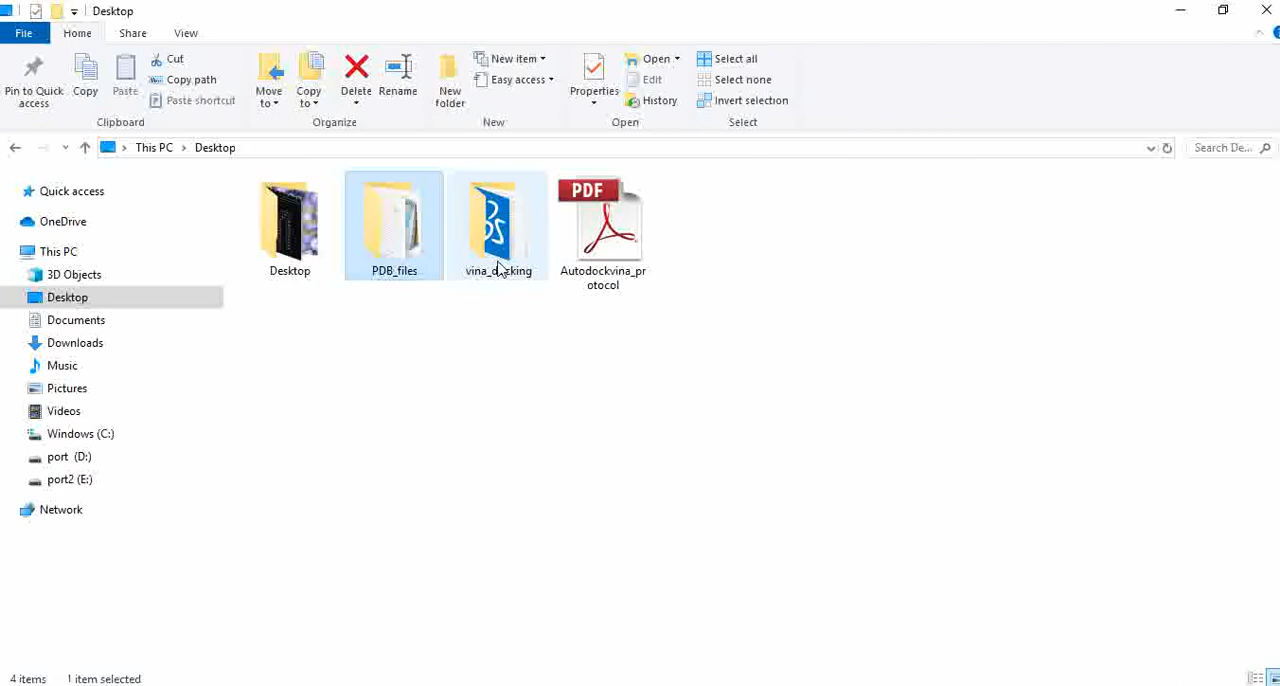 Desktop
File Home Share View
Pin to Quick access
Copy
Paste
Cut
Copy path
Paste shortcut
Clipboard
Move to
Copy to
Delete
Rename
Organize
New folder
New item
Easy access
New
Properties
Open
Edit
History
Open
Select all
Select none
Invert selection
Select
This PC > Desktop
Search De...
Quick access
OneDrive
This PC
3D Objects
Desktop
Documents
Downloads
Music
Pictures
Videos
Windows (C:)
port (D:)
port2 (E:)
Network
Desktop
PDB_files
PDF
Autodockvina_pr
otocol
4 items 1 item selected